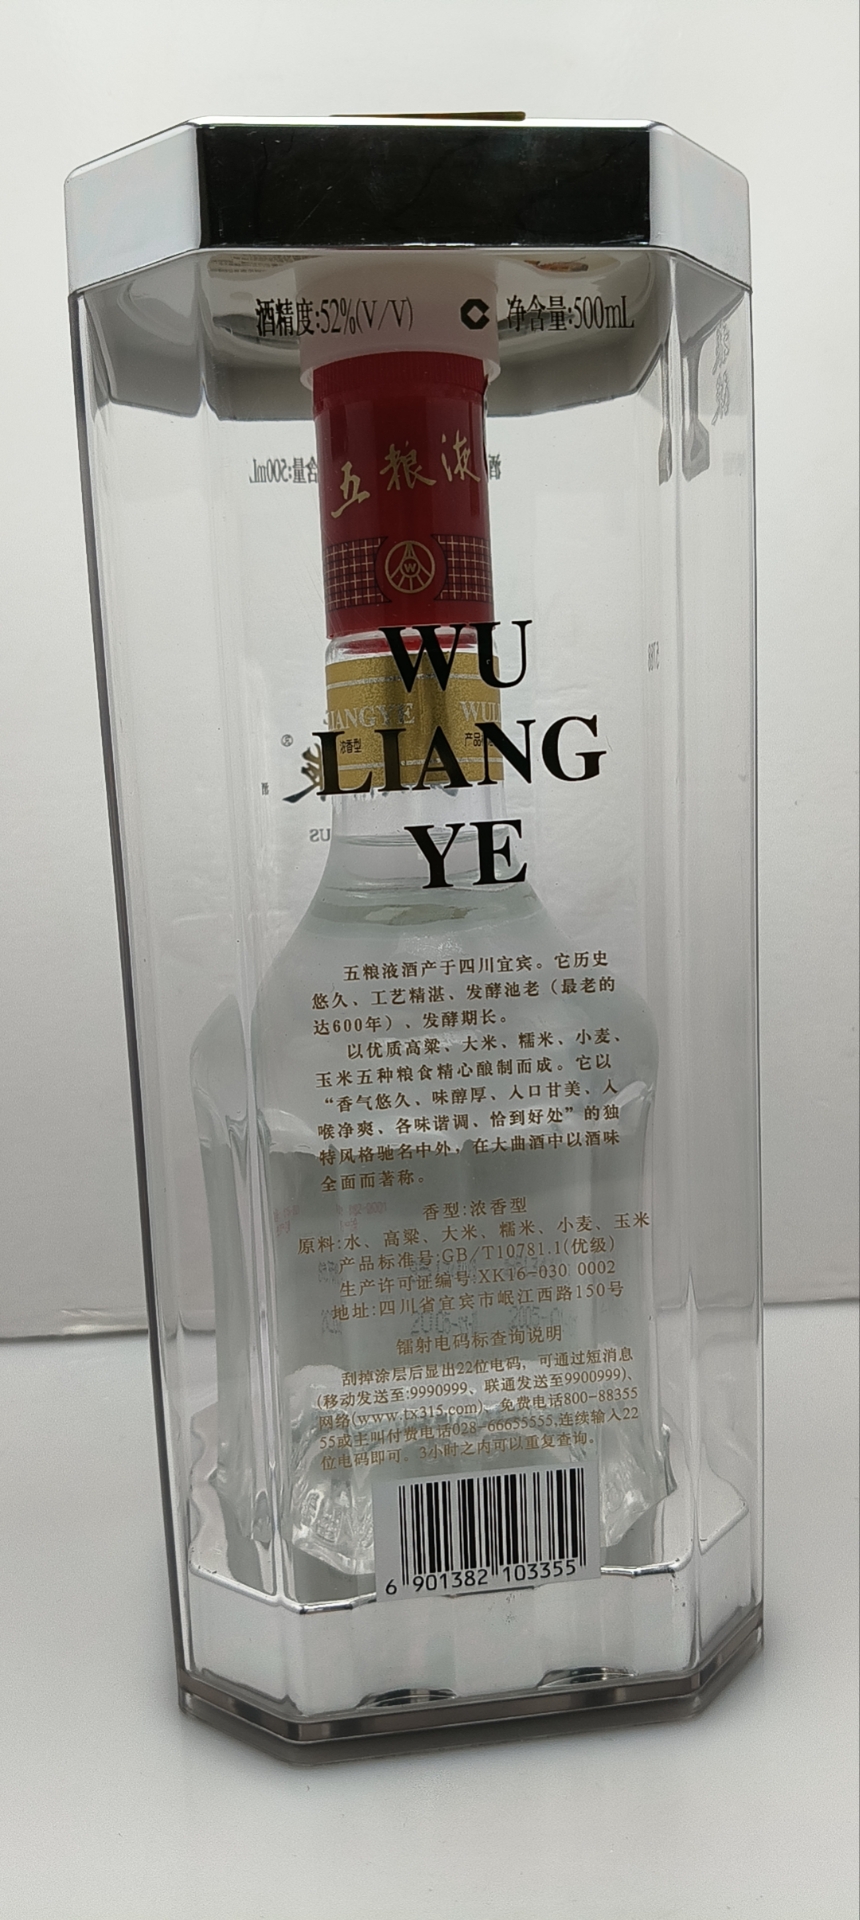 酒精度:52%(V/V) 净含量:500mL
五粮液
W
WU
LIANG
YE
浓香型
五粮液酒产于四川宜宾。它历史
悠久、工艺精湛、发酵池老（最老的
达600年）、发酵期长。
以优质高粱、大米、糯米、小麦、
玉米五种粮食精心酿制而成。它以
“香气悠久、味醇厚、入口甘美、入
喉净爽、各味谐调、恰到好处”的独
特风格驰名中外，在大曲酒中以酒味
全面而著称。
香型:浓香型
原料:水、高粱、大米、糯米、小麦、玉米
产品标准号:GB/T10781.1(优级)
生产许可证编号:XK16-030 0002
地址:四川省宜宾市岷江西路150号
镭射电码标查询说明
刮掉涂层后显出22位电码，可通过短消息
(移动发送至:9990999、联通发送至9900999)、
网络(www.tx315.com)、免费电话800-88355
55或主叫付费电话028-66655555,连续输入22
位电码即可。3小时之内可以重复查询。
6 901382 103355